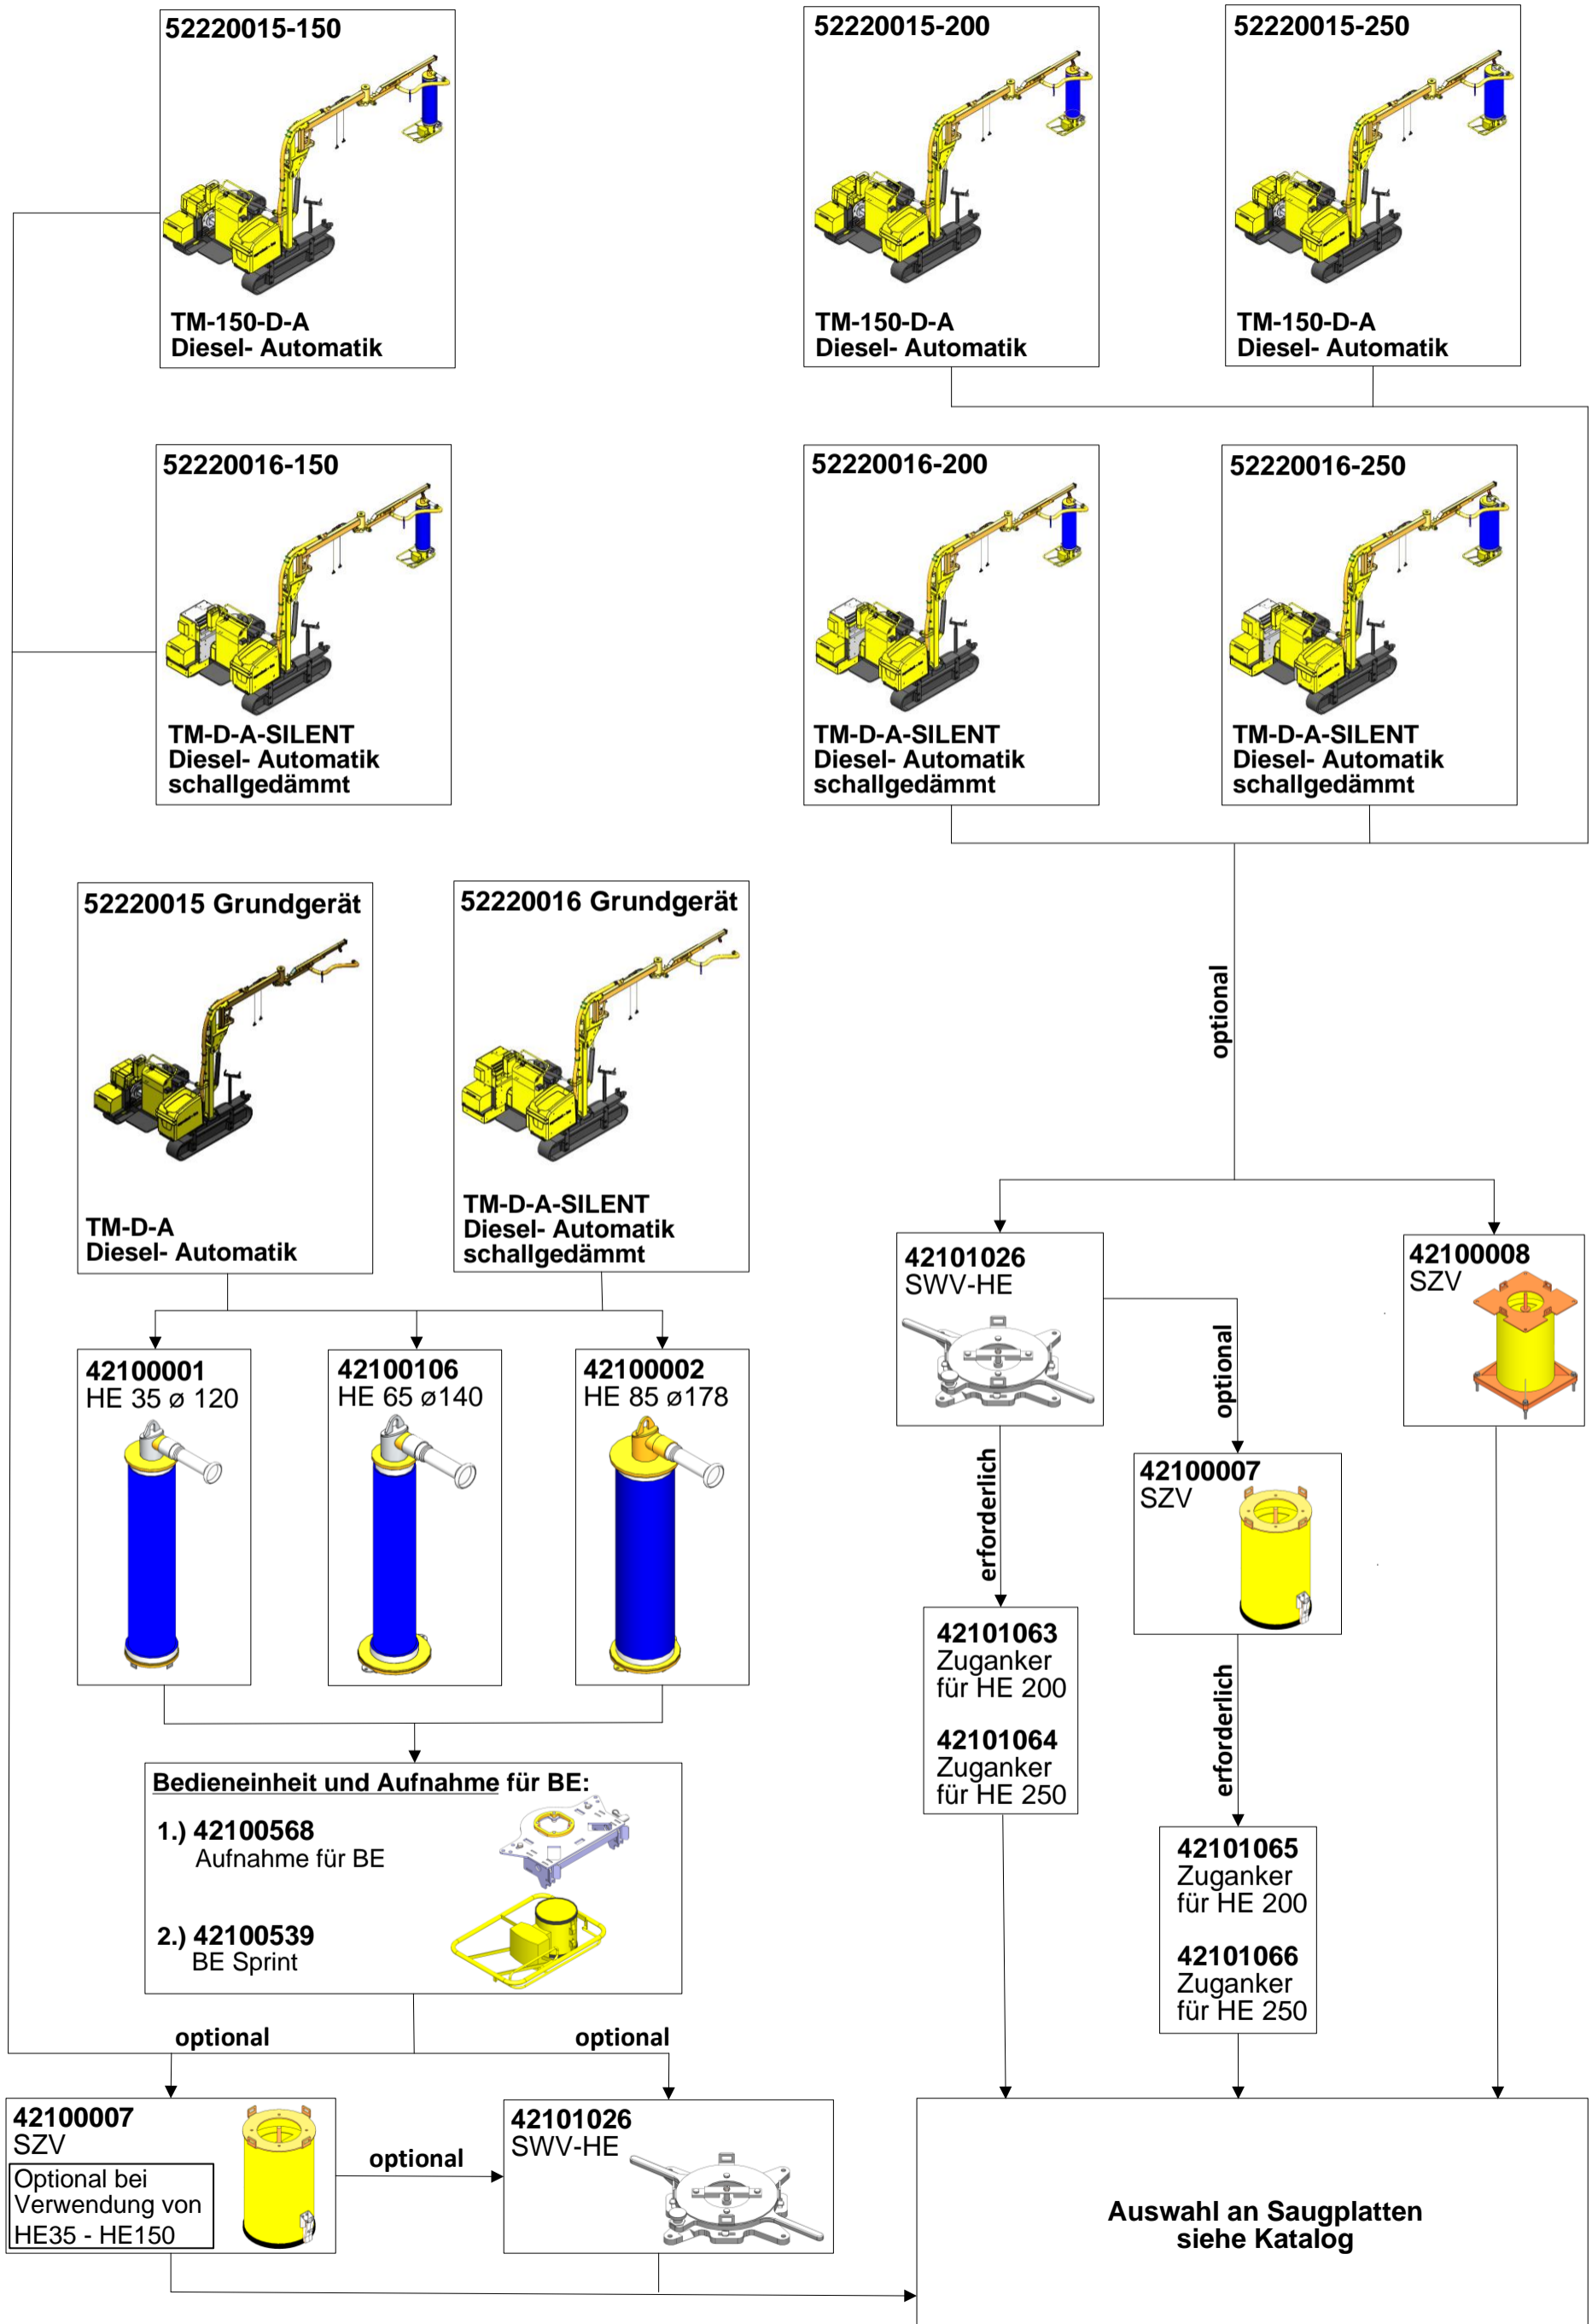 52220015-150
TM-150-D-A
Diesel- Automatik
52220015-200
TM-150-D-A
Diesel- Automatik
52220015-250
TM-150-D-A
Diesel- Automatik
52220016-150
TM-D-A-SILENT
Diesel- Automatik
schallgedämmt
52220016-200
TM-D-A-SILENT
Diesel- Automatik
schallgedämmt
52220016-250
TM-D-A-SILENT
Diesel- Automatik
schallgedämmt
52220015 Grundgerät
TM-D-A
Diesel- Automatik
52220016 Grundgerät
TM-D-A-SILENT
Diesel- Automatik
schallgedämmt
optional
42100001
HE 35 ø 120
42100106
HE 65 ø140
42100002
HE 85 ø178
42101026
SWV-HE
42100008
SZV
optional
erforderlich
42100007
SZV
42101063
Zuganker
für HE 200
42101064
Zuganker
für HE 250
erforderlich
42101065
Zuganker
für HE 200
42101066
Zuganker
für HE 250
Bedieneinheit und Aufnahme für BE:
1.) 42100568
Aufnahme für BE
2.) 42100539
BE Sprint
optional
optional
42100007
SZV
Optional bei
Verwendung von
HE35 - HE150
optional
42101026
SWV-HE
Auswahl an Saugplatten
siehe Katalog